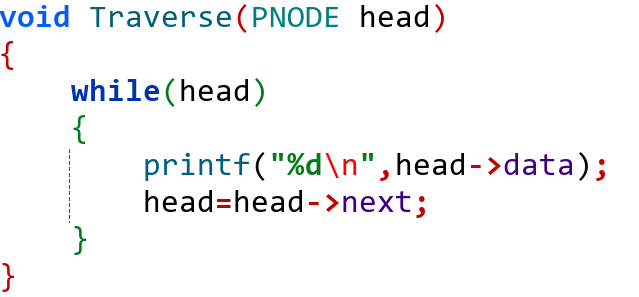 void Traverse(PNODE head)
{
    while(head)
    {
        printf("%d\n",head->data);
        head=head->next;
    }
}